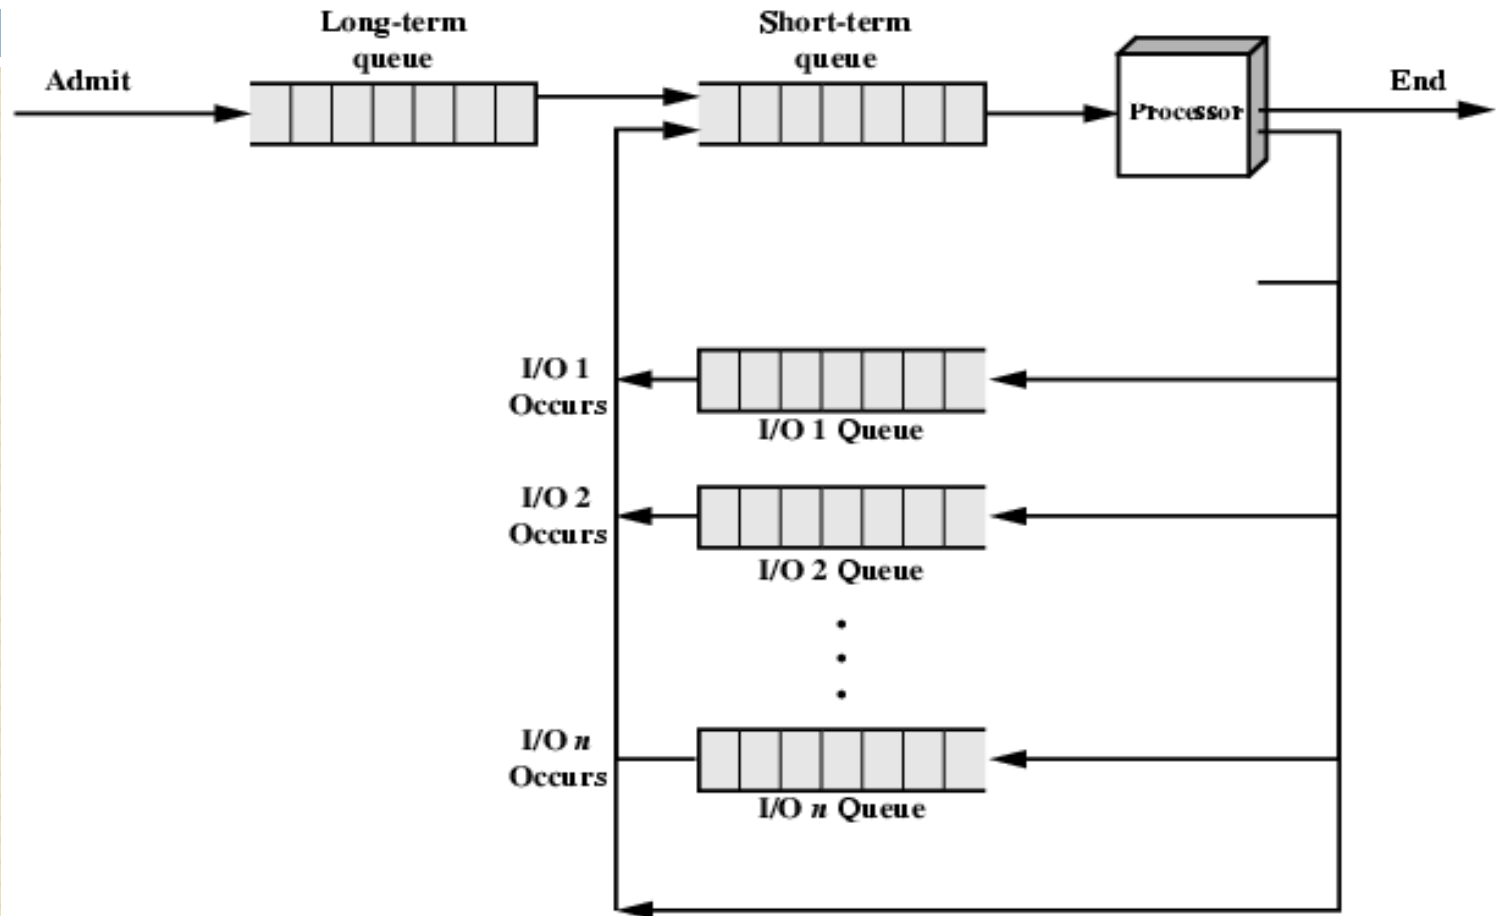 Long-term
queue
Short-term
queue
Admit
Processor
End
I/O 1
Occurs
I/O 1 Queue
I/O 2
Occurs
I/O 2 Queue
I/O n
Occurs
I/O n Queue